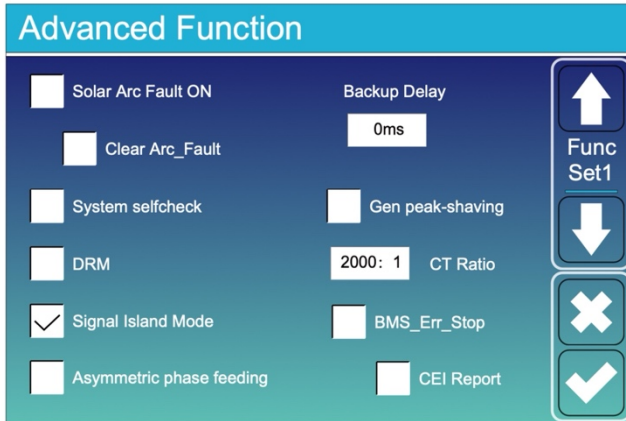 Advanced Function
Solar Arc Fault ON
Backup Delay
Clear Arc_Fault
0ms
Func
Set1
System selfcheck
Gen peak-shaving
DRM
2000: 1
CT Ratio
Signal Island Mode
BMS_Err_Stop
Asymmetric phase feeding
CEI Report